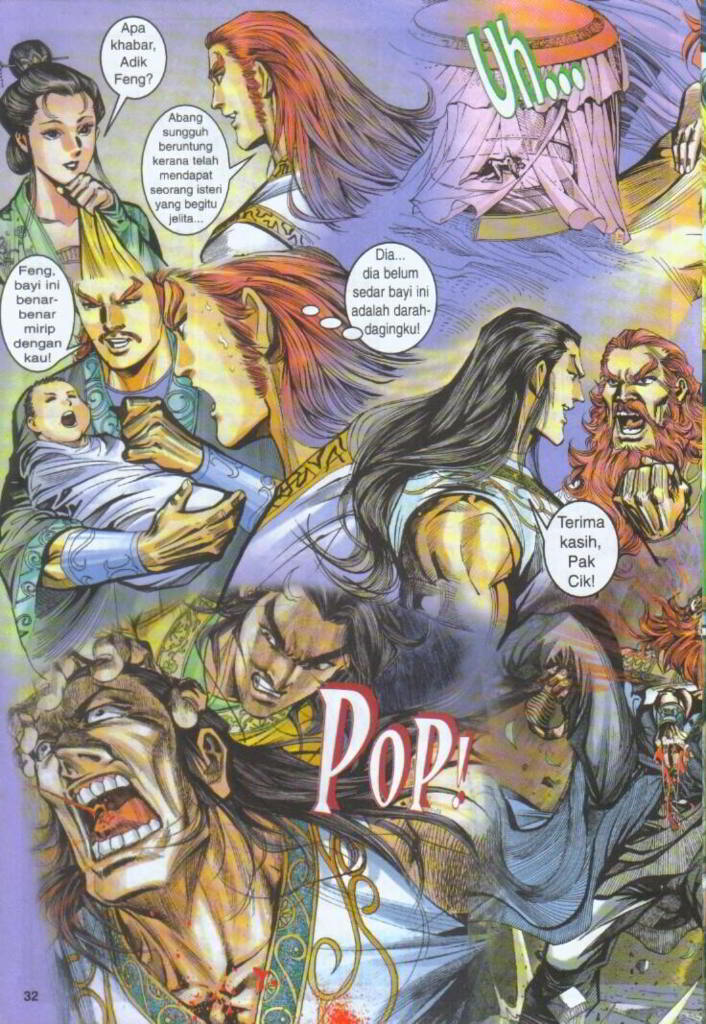 Apa
khabar,
Adik
Feng?
Abang
sungguh
beruntung
kerana telah
mendapat
seorang isteri
yang begitu
jelita...
Uh...
Feng,
bayi ini
benar-
benar
mirip
dengan
kau!
Dia...
dia belum
sedar bayi ini
adalah darah-
dagingku!
Terima
kasih,
Pak
Cik!
POP!
32